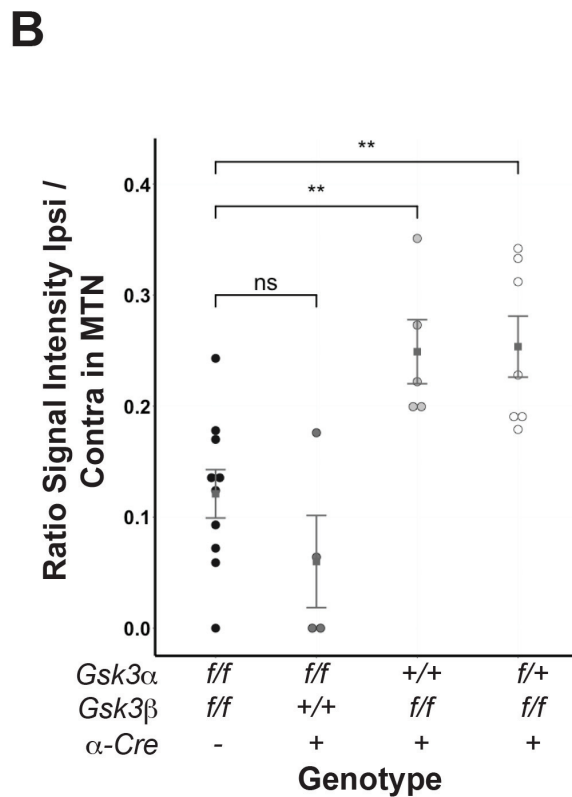 B
Ratio Signal Intensity Ipsi /
Contra in MTN
**
0.4
**
0.3
ns
0.2
0.1
0.0
Gsk3α f/f f/f +/+ f/+
Gsk3β f/f +/+ f/f f/f
α-Cre - + + +
Genotype